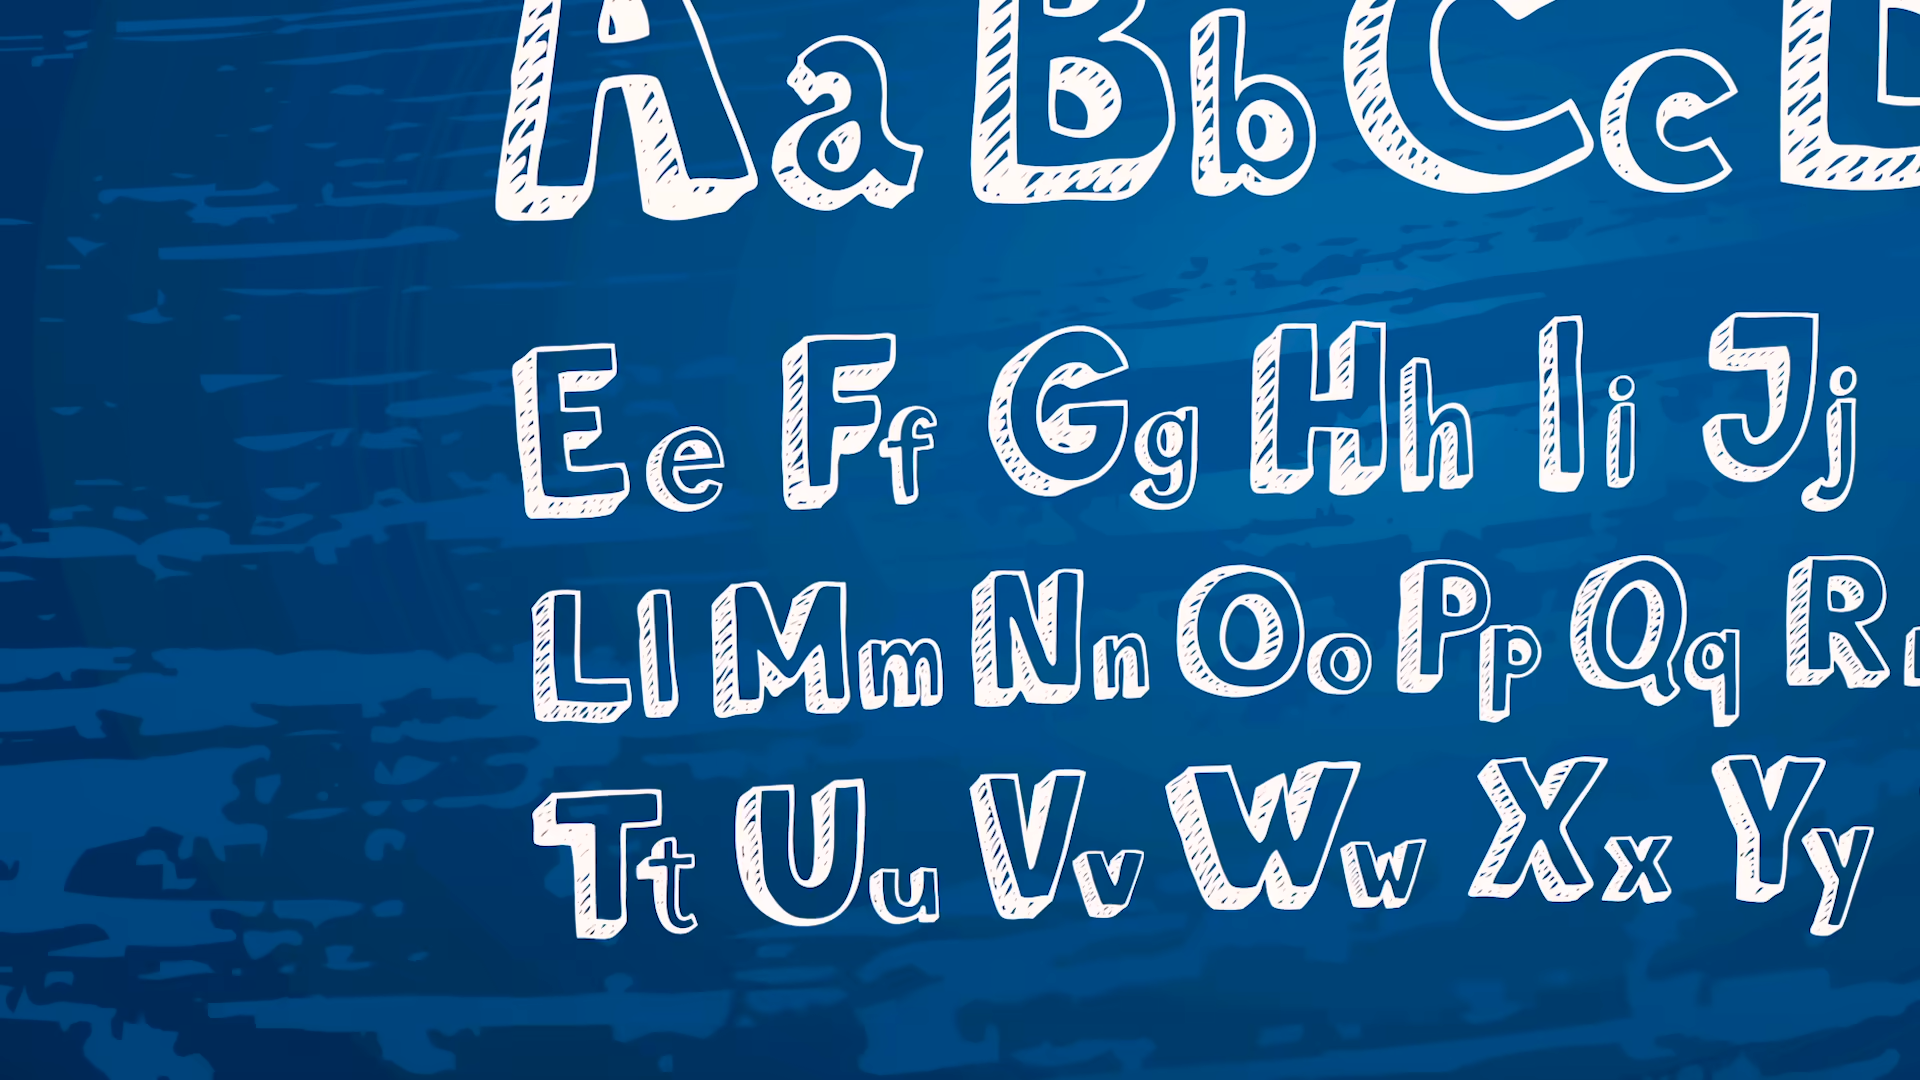 Aa Bb Cc D
Ee Ff Gg Hh Ii Jj
Ll Mm Nn Oo Pp Qq Rr
Tt Uu Vv Ww Xx Yy